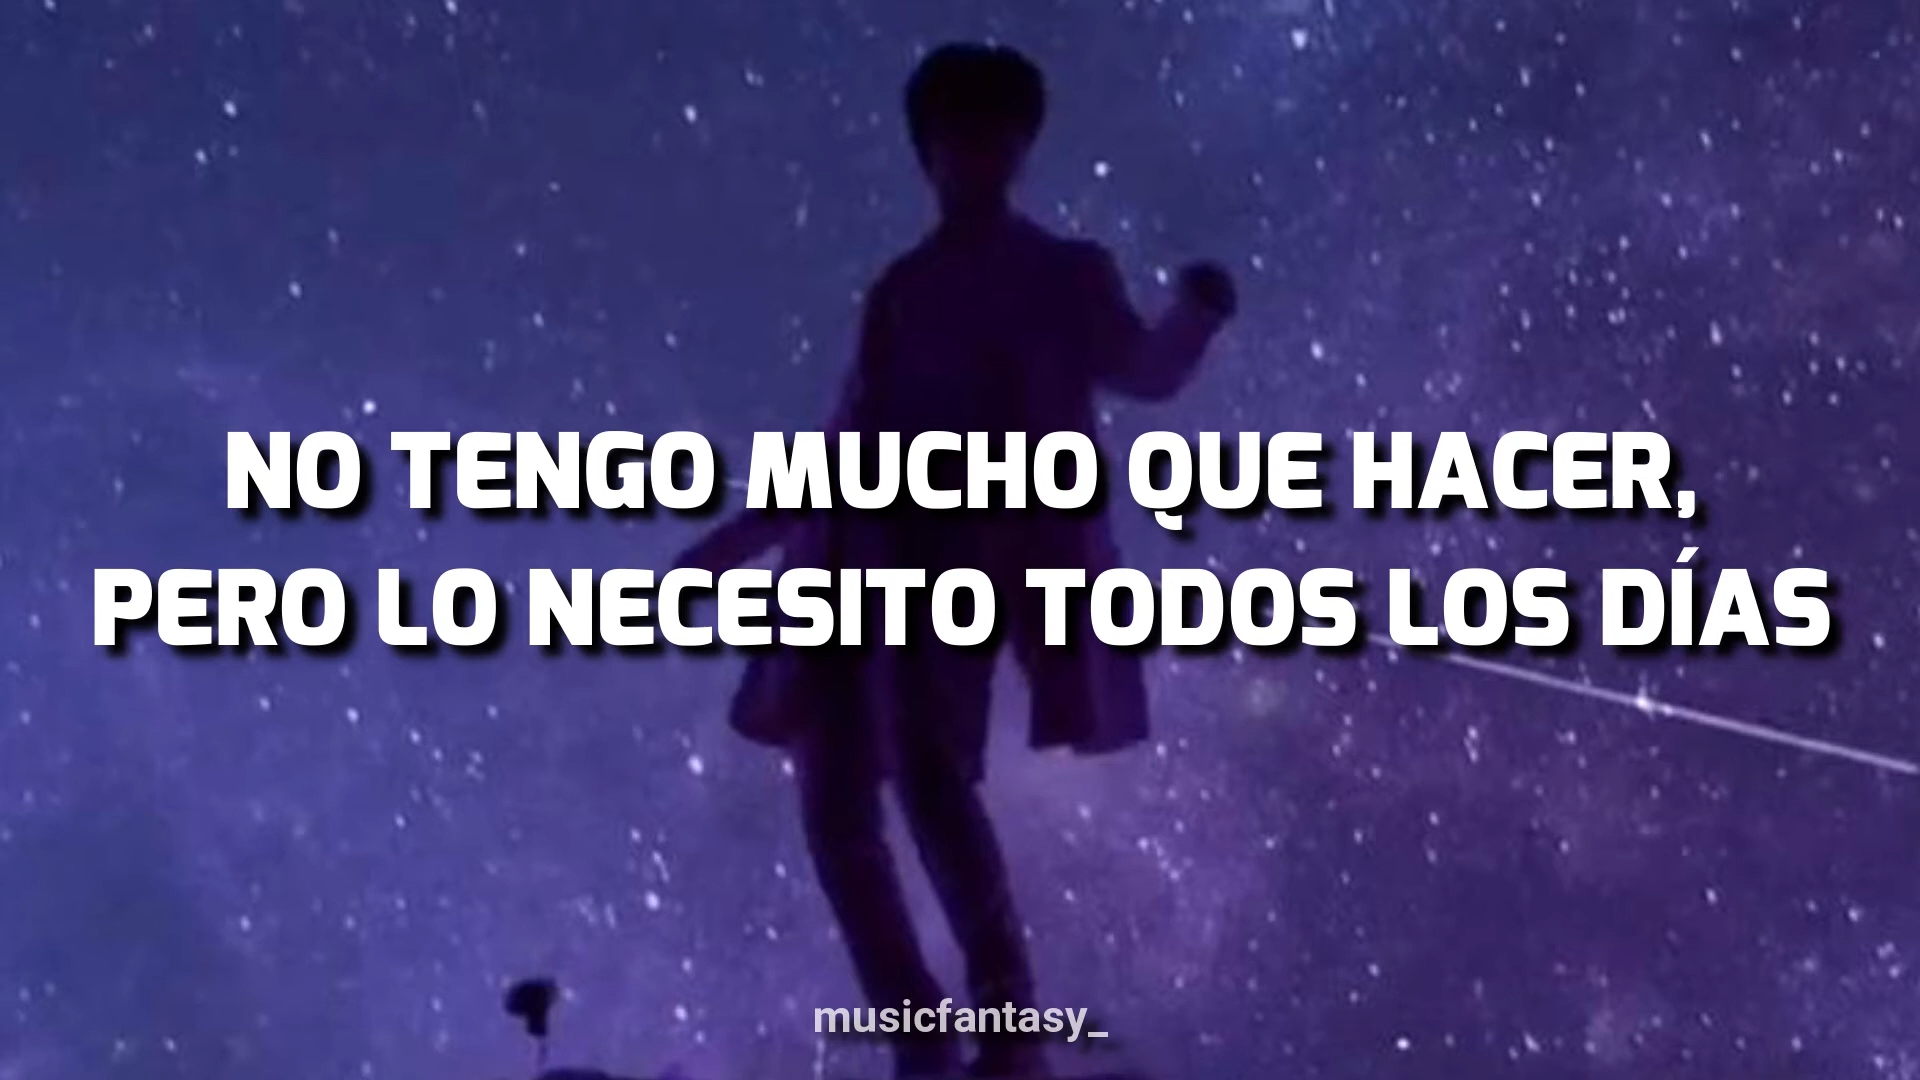 NO TENGO MUCHO QUE HACER,
PERO LO NECESITO TODOS LOS DÍAS
musicfantasy_